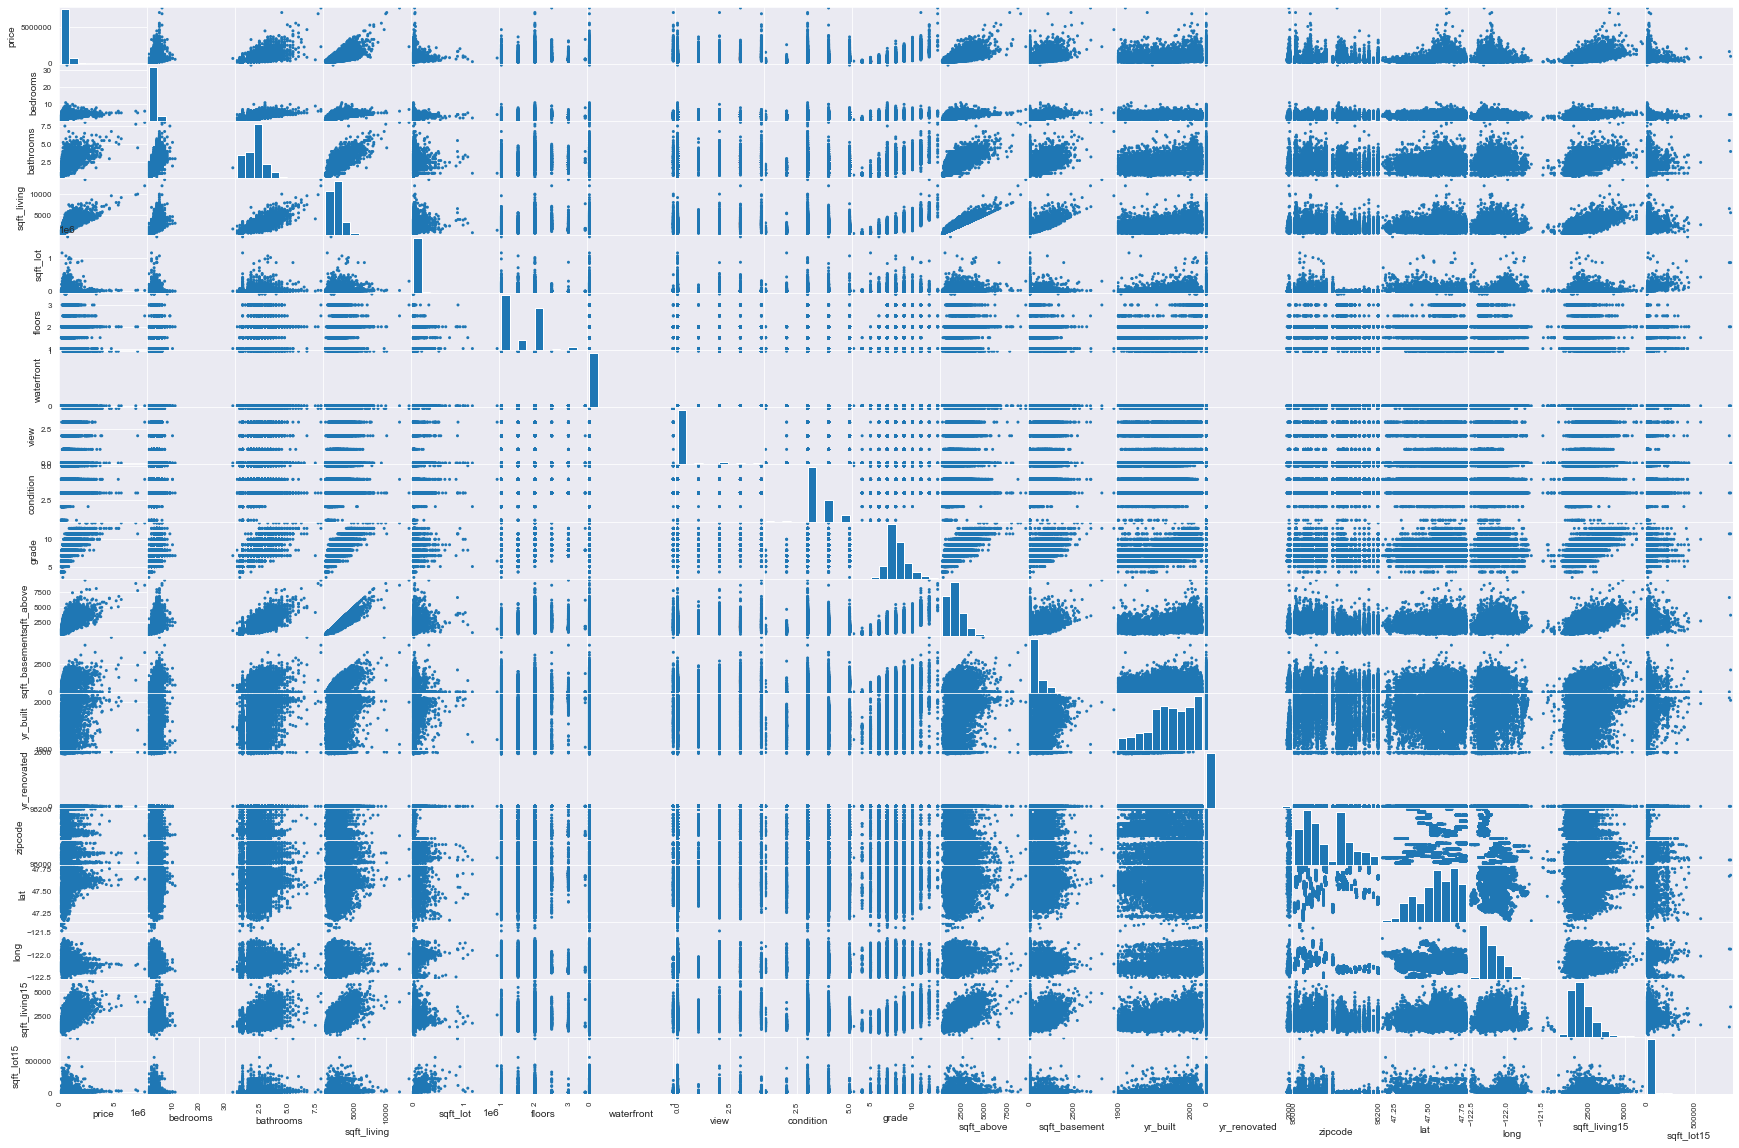 price
5000000
0
bedrooms
30
20
10
bathrooms
7.5
5.0
2.5
sqft_living
10000
5000
1e6
sqft_lot
1
0
floors
3
2
1
waterfront
0
view
2.5
0.0
condition
5.0
2.5
grade
10
5
sqft_above
7500
5000
2500
sqft_basement
2500
0
yr_built
2000
1900
yr_renovated
2000
0
zipcode
98200
98000
lat
47.75
47.50
47.25
long
−121.5
−122.0
−122.5
sqft_living15
5000
2500
sqft_lot15
500000
0
0 5 1e6 10 20 30 2.5 5.0 7.5 5000 10000 0 1 1e6 1 2 3 0 0.0 2.5 2.5 5.0 5 10 2500 5000 7500 0 2500 1900 2000 0 98000 98200 47.25 47.50 47.75 −122.5 −122.0 −121.5 2500 5000 500000
price bedrooms bathrooms sqft_living sqft_lot floors waterfront view condition grade sqft_above sqft_basement yr_built yr_renovated zipcode lat long sqft_living15 sqft_lot15